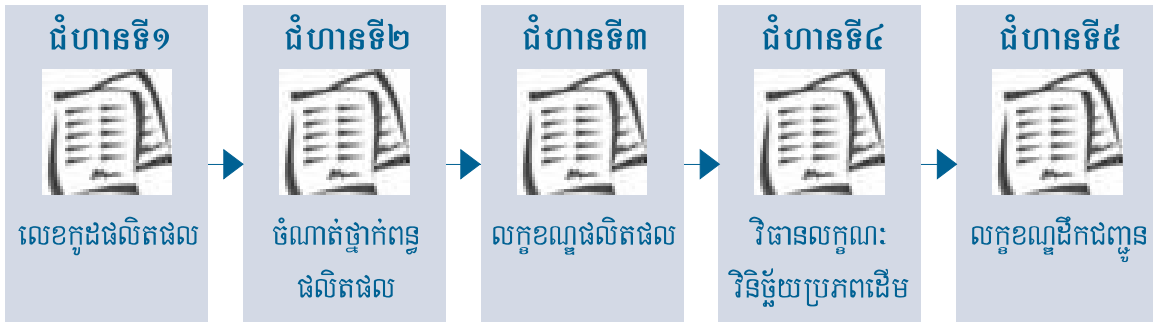 ជំហានទី១
លេខកូដផលិតផល
ជំហានទី២
ចំណាត់ថ្នាក់ពន្ធ
ផលិតផល
ជំហានទី៣
លក្ខខណ្ឌផលិតផល
ជំហានទី៤
វិធានលក្ខណៈ
វិនិច្ឆ័យប្រភពដើម
ជំហានទី៥
លក្ខខណ្ឌដឹកជញ្ជូន